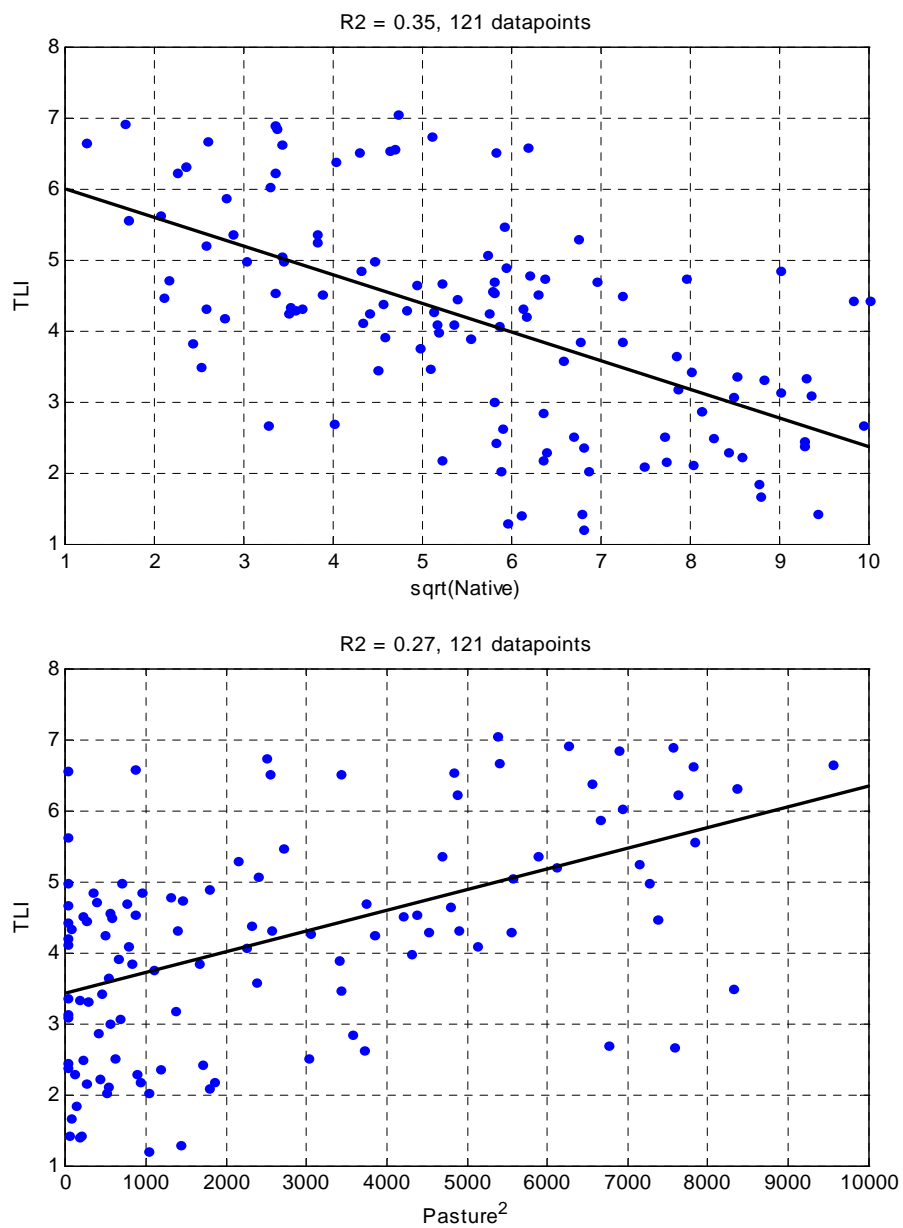 R2 = 0.35, 121 datapoints
8
7
6
5
4
3
2
1
TLI
1 2 3 4 5 6 7 8 9 10
sqrt(Native)
R2 = 0.27, 121 datapoints
8
7
6
5
4
3
2
1
TLI
0 1000 2000 3000 4000 5000 6000 7000 8000 9000 10000
Pasture²